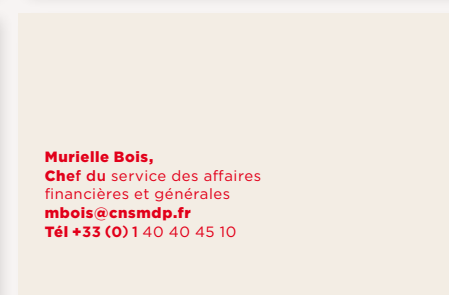 Murielle Bois,
Chef du service des affaires
financières et générales
mbois@cnsmdp.fr
Tél +33 (0) 1 40 40 45 10